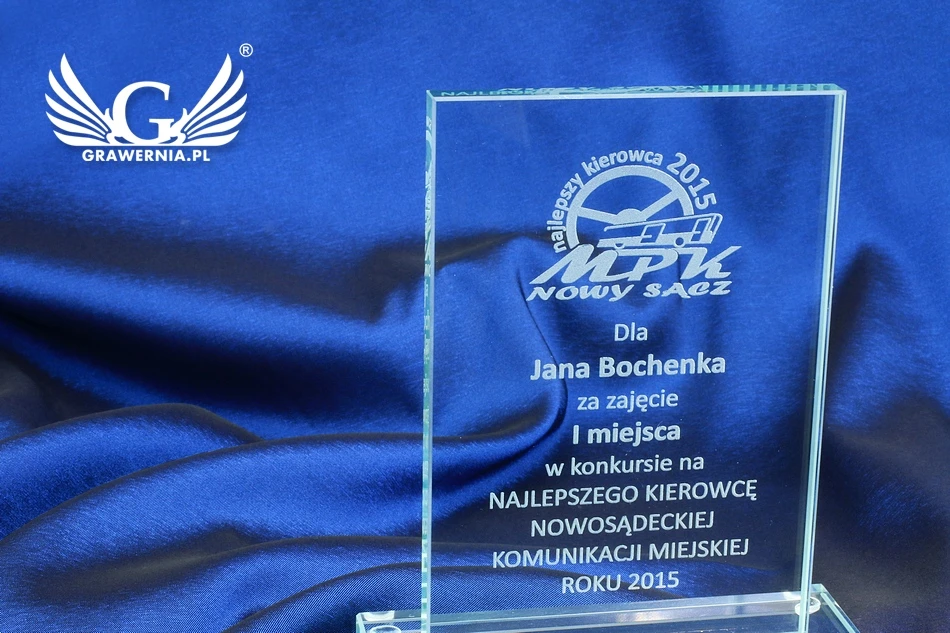 GRAWERNIA.PL
®
G
najlepszy kierowca 2015
MPK
NOWY SĄCZ
Dla
Jana Bochenka
za zajęcie
I miejsca
w konkursie na
NAJLEPSZEGO KIEROWCĘ
NOWOSĄDECKIEJ
KOMUNIKACJI MIEJSKIEJ
ROKU 2015